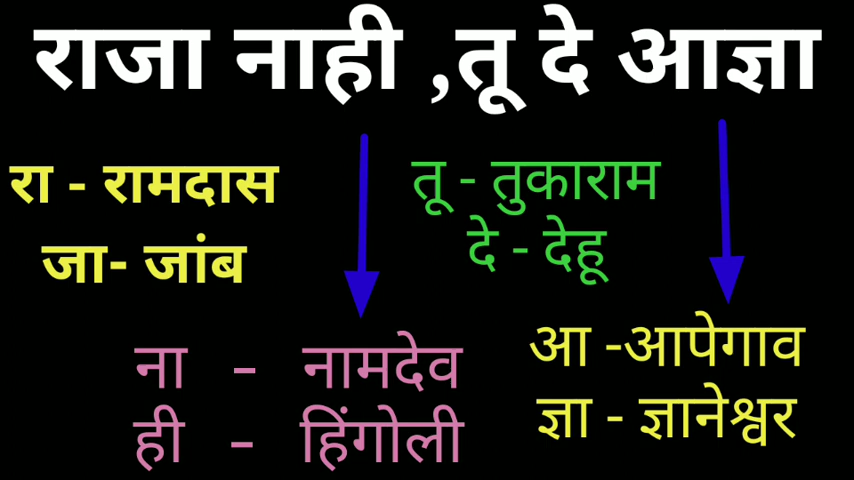 राजा नाही ,तू दे आज्ञा
रा - रामदास
जा- जांब
तू - तुकाराम
दे - देहू
ना - नामदेव
ही - हिंगोली
आ -आपेगाव
ज्ञा - ज्ञानेश्वर